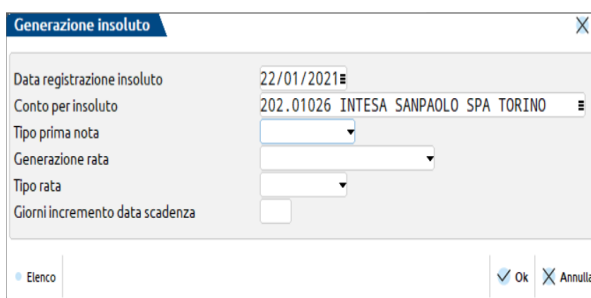 Generazione insoluto
Data registrazione insoluto 22/01/2021
Conto per insoluto 202.01026 INTESA SANPAOLO SPA TORINO
Tipo prima nota
Generazione rata
Tipo rata
Giorni incremento data scadenza
Elenco Ok Annulla